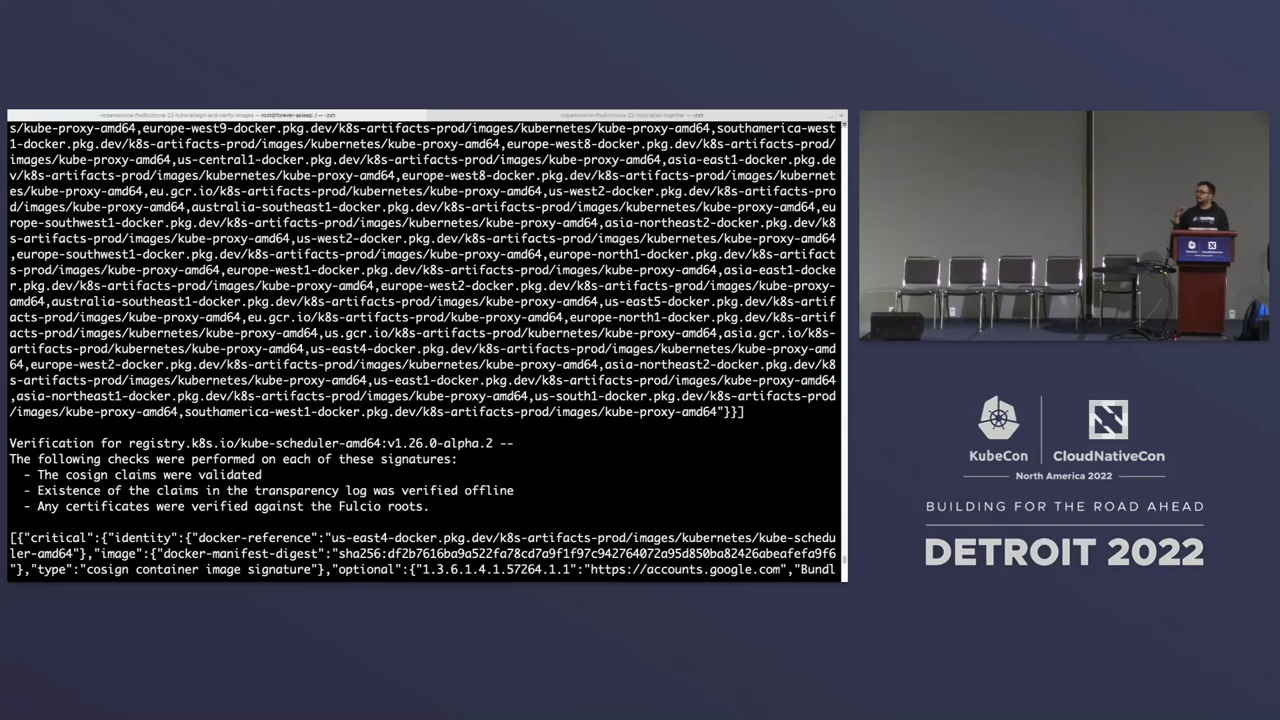 ~/opensource-ffie/kccncna-22-tutorial/sign-and-verify-images — root@forever-asleep: / — -zsh
-zsh
s/kube-proxy-amd64,europe-west9-docker.pkg.dev/k8s-artifacts-prod/images/kubernetes/kube-proxy-amd64,southamerica-west
1-docker.pkg.dev/k8s-artifacts-prod/images/kubernetes/kube-proxy-amd64,europe-west8-docker.pkg.dev/k8s-artifacts-prod/
images/kube-proxy-amd64,us-central1-docker.pkg.dev/k8s-artifacts-prod/images/kube-proxy-amd64,asia-east1-docker.pkg.de
v/k8s-artifacts-prod/images/kubernetes/kube-proxy-amd64,europe-west8-docker.pkg.dev/k8s-artifacts-prod/images/kubernet
es/kube-proxy-amd64,eu.gcr.io/k8s-artifacts-prod/images/kubernetes/kube-proxy-amd64,us-west2-docker.pkg.dev/k8s-artifacts-pro
d/images/kube-proxy-amd64,australia-southeast1-docker.pkg.dev/k8s-artifacts-prod/images/kubernetes/kube-proxy-amd64,eu
rope-southwest1-docker.pkg.dev/k8s-artifacts-prod/images/kube-proxy-amd64,asia-northeast2-docker.pkg.dev/k8
s-artifacts-prod/images/kube-proxy-amd64,us-west2-docker.pkg.dev/k8s-artifacts-prod/images/kubernetes/kube-proxy-amd64
,europe-southwest1-docker.pkg.dev/k8s-artifacts-prod/images/kube-proxy-amd64,europe-north1-docker.pkg.dev/k8s-artifact
s-prod/images/kube-proxy-amd64,europe-west1-docker.pkg.dev/k8s-artifacts-prod/images/kube-proxy-amd64,asia-east1-docke
r.pkg.dev/k8s-artifacts-prod/images/kube-proxy-amd64,europe-west2-docker.pkg.dev/k8s-artifacts-prod/images/kube-proxy-
amd64,australia-southeast1-docker.pkg.dev/k8s-artifacts-prod/images/kube-proxy-amd64,us-east5-docker.pkg.dev/k8s-artif
acts-prod/images/kube-proxy-amd64,eu.gcr.io/k8s-artifacts-prod/kube-proxy-amd64,europe-north1-docker.pkg.dev/k8s-artif
acts-prod/images/kubernetes/kube-proxy-amd64,us.gcr.io/k8s-artifacts-prod/kubernetes/kube-proxy-amd64,asia.gcr.io/k8s-
artifacts-prod/kube-proxy-amd64,us-east4-docker.pkg.dev/k8s-artifacts-prod/images/kubernetes/kube-proxy-amd
64,europe-west2-docker.pkg.dev/k8s-artifacts-prod/images/kubernetes/kube-proxy-amd64,asia-northeast2-docker.pkg.dev/k8
s-artifacts-prod/images/kubernetes/kube-proxy-amd64,us-east1-docker.pkg.dev/k8s-artifacts-prod/images/kube-proxy-amd64
,asia-northeast1-docker.pkg.dev/k8s-artifacts-prod/images/kube-proxy-amd64,us-south1-docker.pkg.dev/k8s-artifacts-prod
/images/kube-proxy-amd64,southamerica-west1-docker.pkg.dev/k8s-artifacts-prod/images/kube-proxy-amd64"}}]
Verification for registry.k8s.io/kube-scheduler-amd64:v1.26.0-alpha.2 --
The following checks were performed on each of these signatures:
- The cosign claims were validated
- Existence of the claims in the transparency log was verified offline
- Any certificates were verified against the Fulcio roots.
[{"critical":{"identity":{"docker-reference":"us-east4-docker.pkg.dev/k8s-artifacts-prod/images/kubernetes/kube-schedu
ler-amd64"},"image":{"docker-manifest-digest":"sha256:df2b7616ba9a522fa78cd7a9f1f97c942764072a95d850ba82426abeafefa9f6
"},"type":"cosign container image signature"},"optional":{"1.3.6.1.4.1.57264.1.1":"https://accounts.google.com","Bundl
KubeCon
CloudNativeCon
North America 2022
BUILDING FOR THE ROAD AHEAD
DETROIT 2022